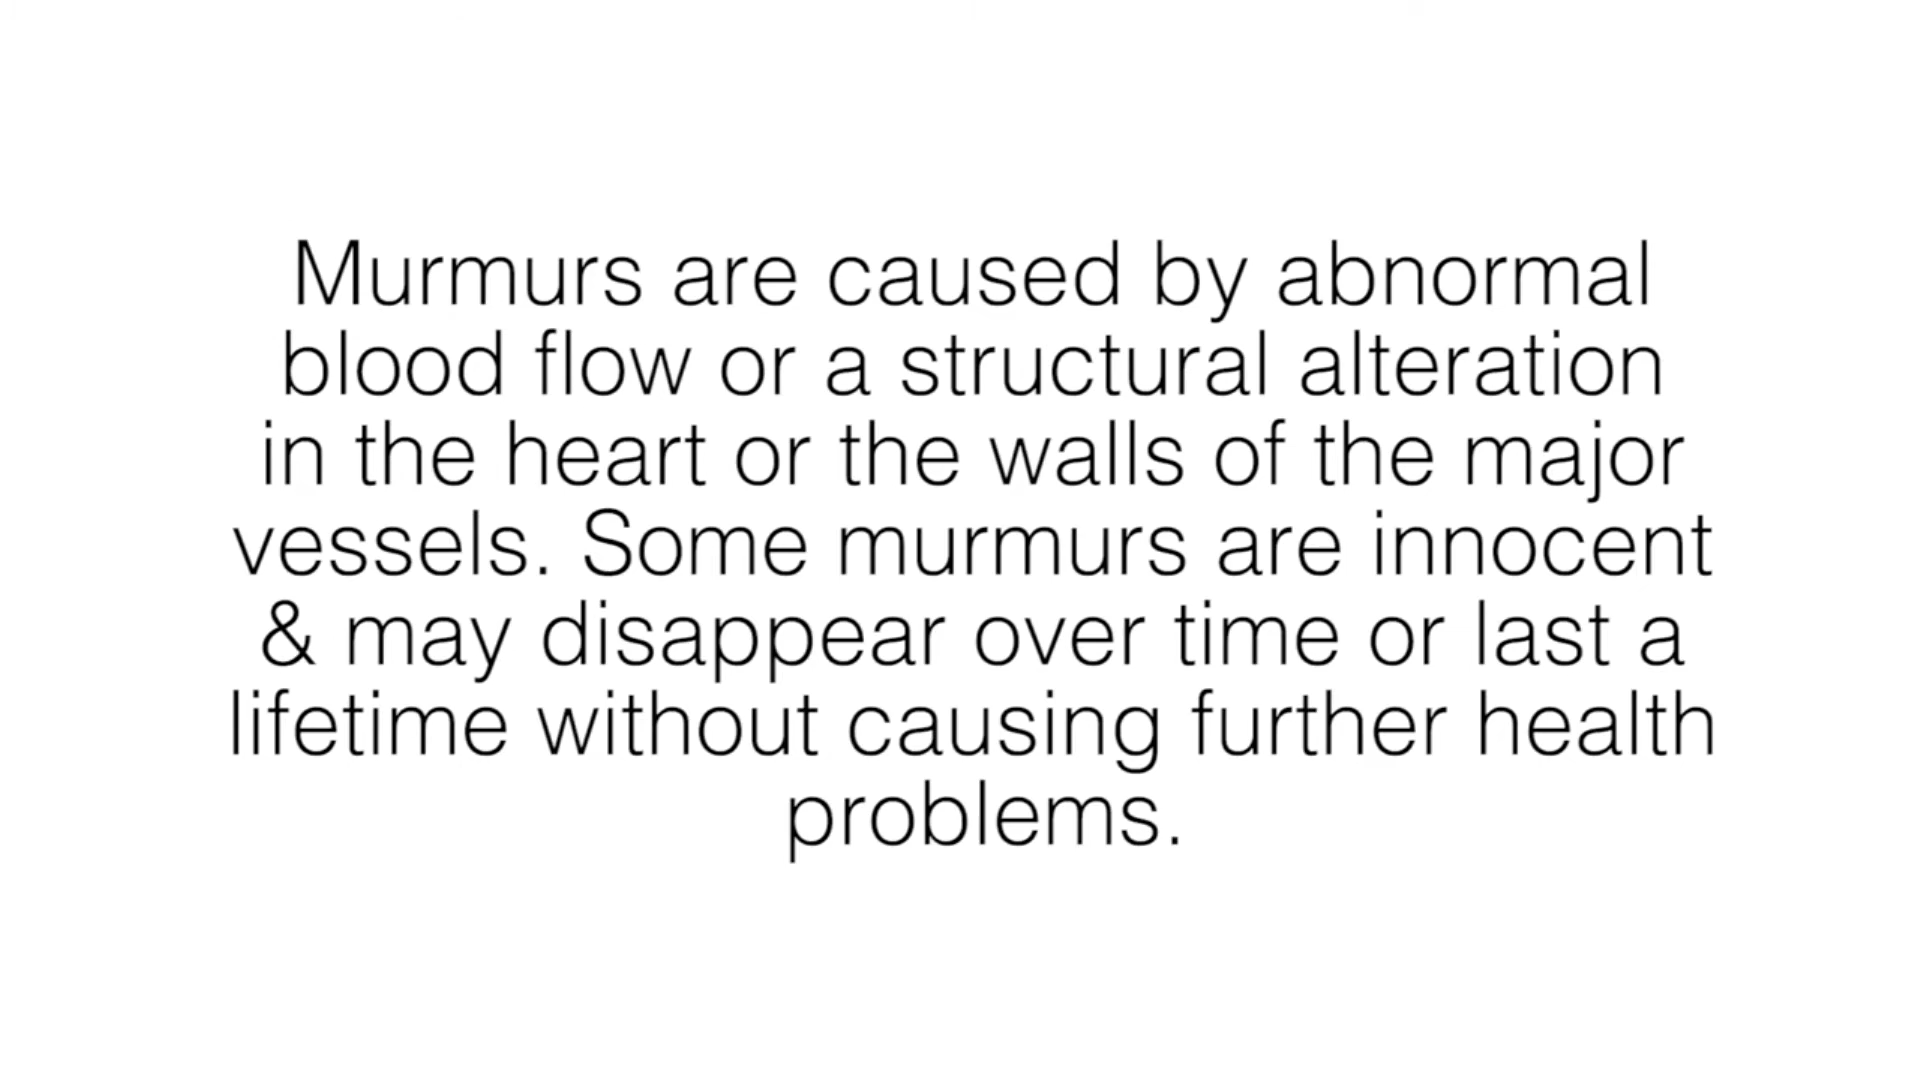 Murmurs are caused by abnormal
blood flow or a structural alteration
in the heart or the walls of the major
vessels. Some murmurs are innocent
& may disappear over time or last a
lifetime without causing further health
problems.